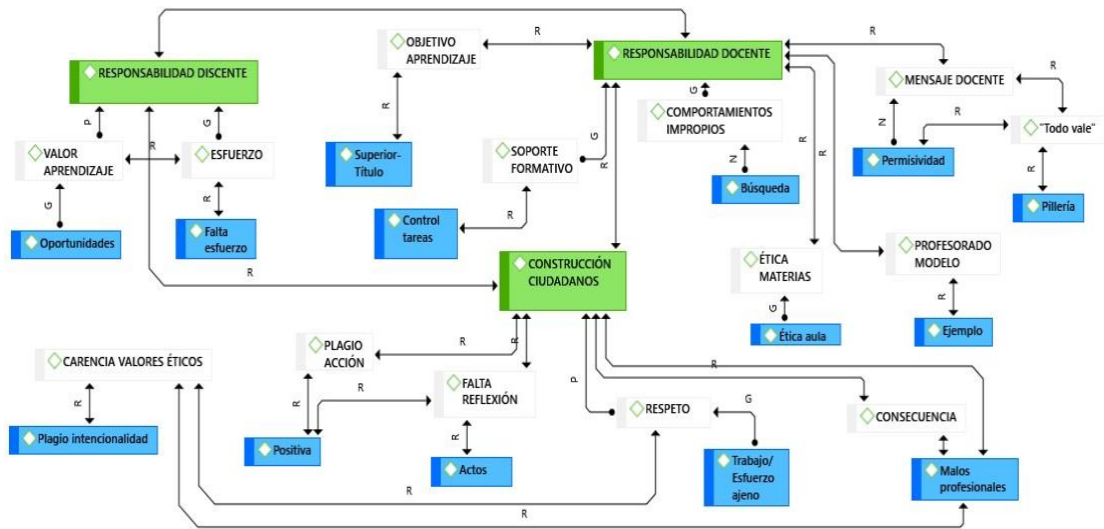 R
OBJETIVO
APRENDIZAJE
R
RESPONSABILIDAD DOCENTE
R
RESPONSABILIDAD DISCENTE
MENSAJE DOCENTE
R
P
G
R
G
COMPORTAMIENTOS
IMPROPIOS
G
R
R
R
N
R
"Todo vale"
VALOR
APRENDIZAJE
R
ESFUERZO
Superior-
Título
SOPORTE
FORMATIVO
N
Permisividad
R
G
R
Búsqueda
Pillería
Oportunidades
Falta
esfuerzo
Control
tareas
R
R
CONSTRUCCIÓN
CIUDADANOS
ÉTICA
MATERIAS
PROFESORADO
MODELO
G
R
Ética aula
Ejemplo
CARENCIA VALORES ÉTICOS
PLAGIO
ACCIÓN
R
R
P
R
R
R
R
FALTA
REFLEXIÓN
RESPETO
G
CONSECUENCIA
Plagio intencionalidad
Positiva
R
Actos
Trabajo/
Esfuerzo
ajeno
Malos
profesionales
R
R